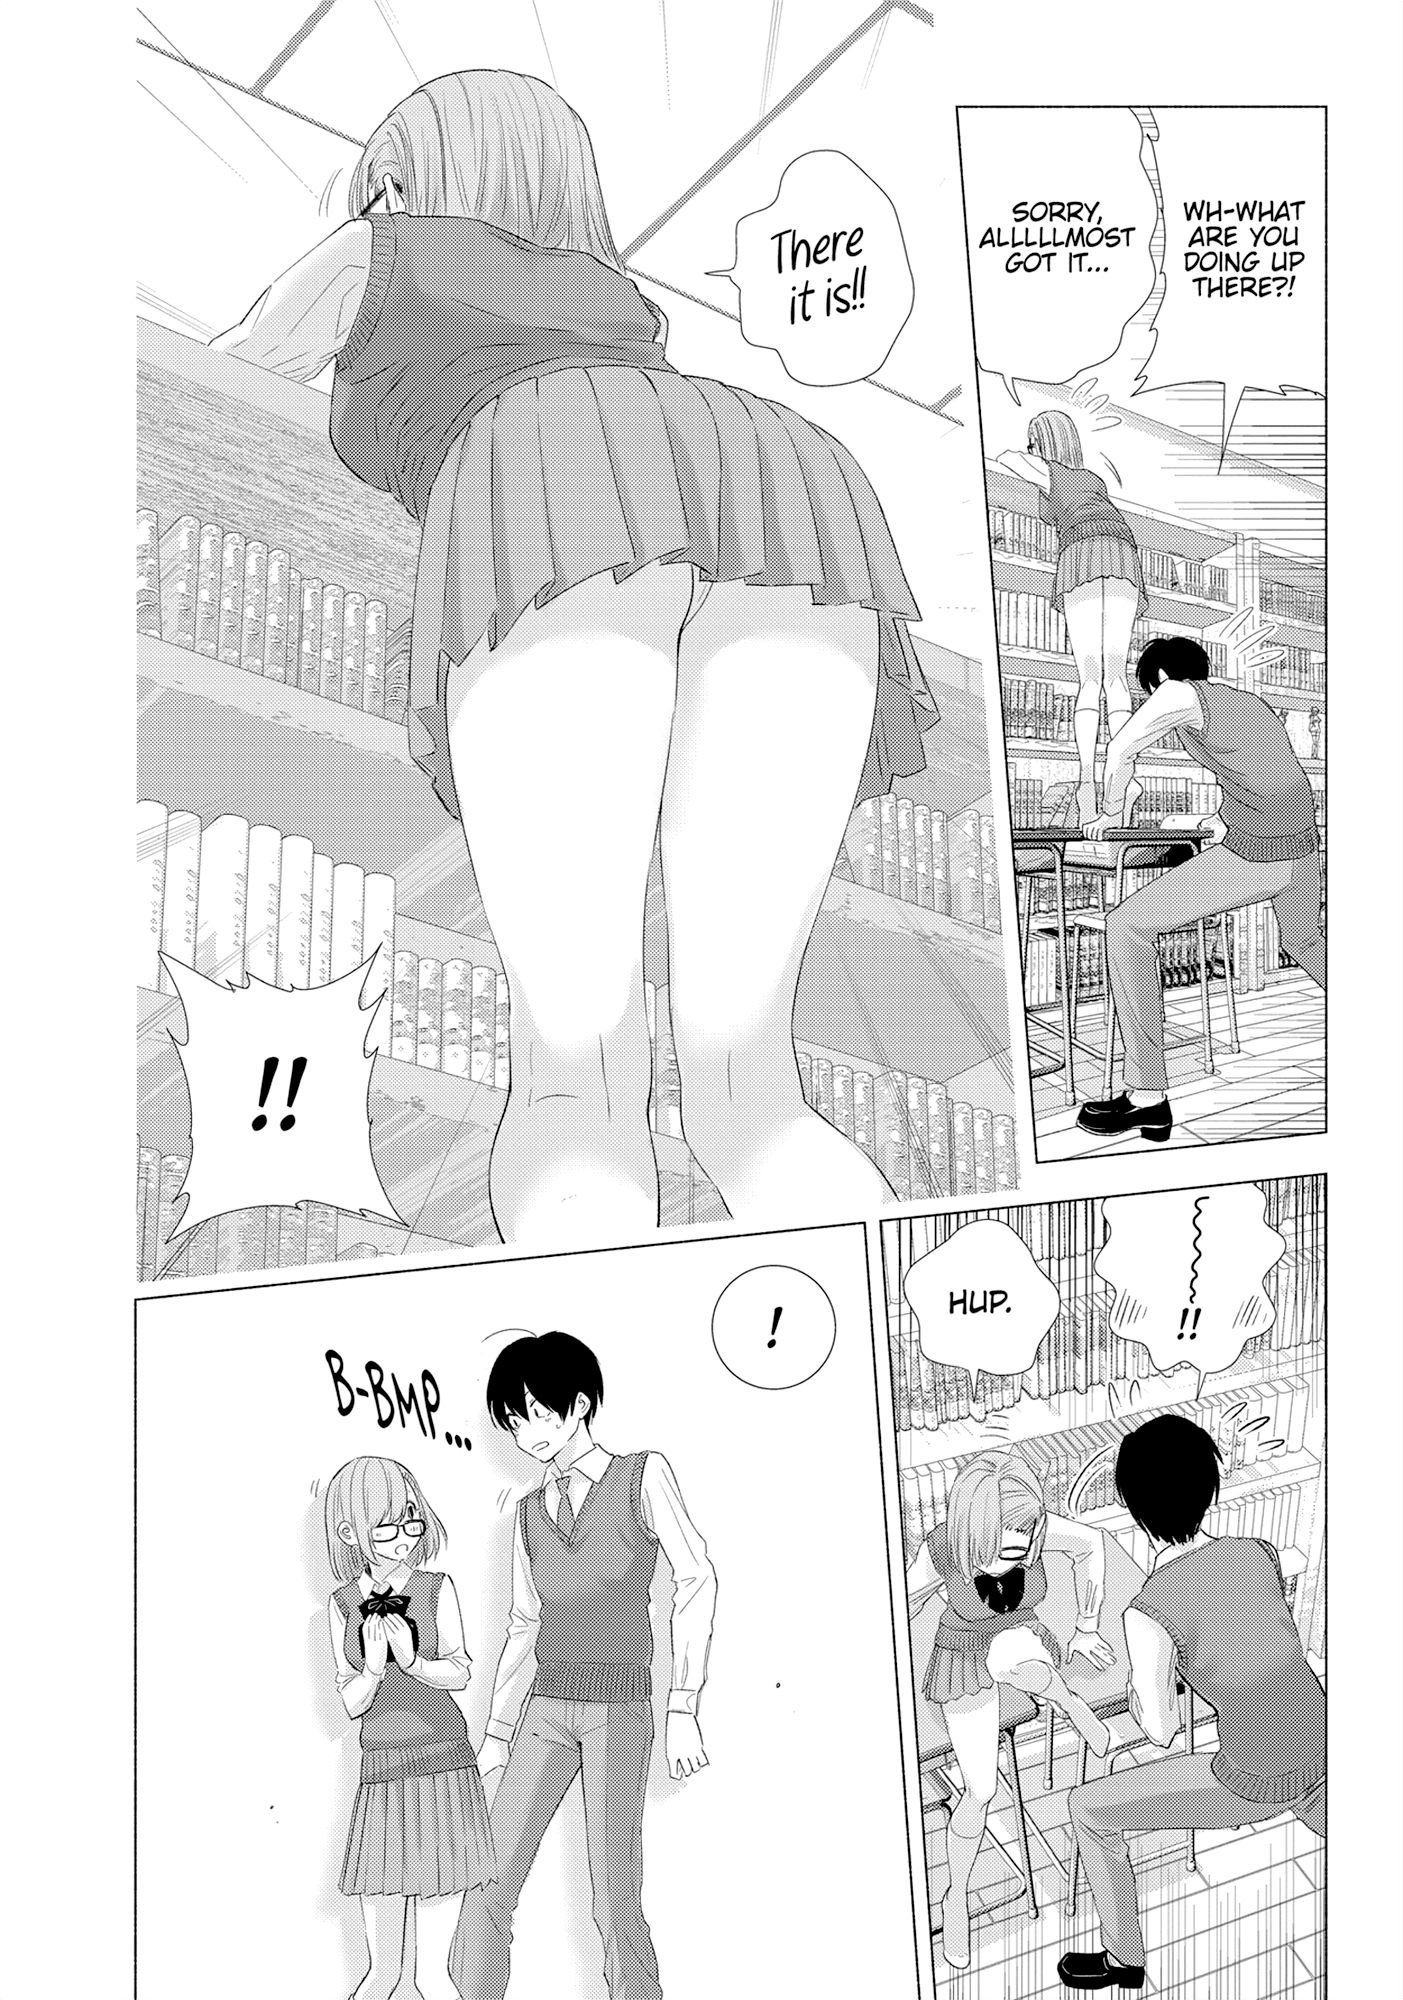 WH-WHAT
ARE YOU
DOING UP
THERE?!
SORRY,
ALLLLLMOST
GOT IT...
There
it is!!
!!
!!
HUP.
!
B-BMP...